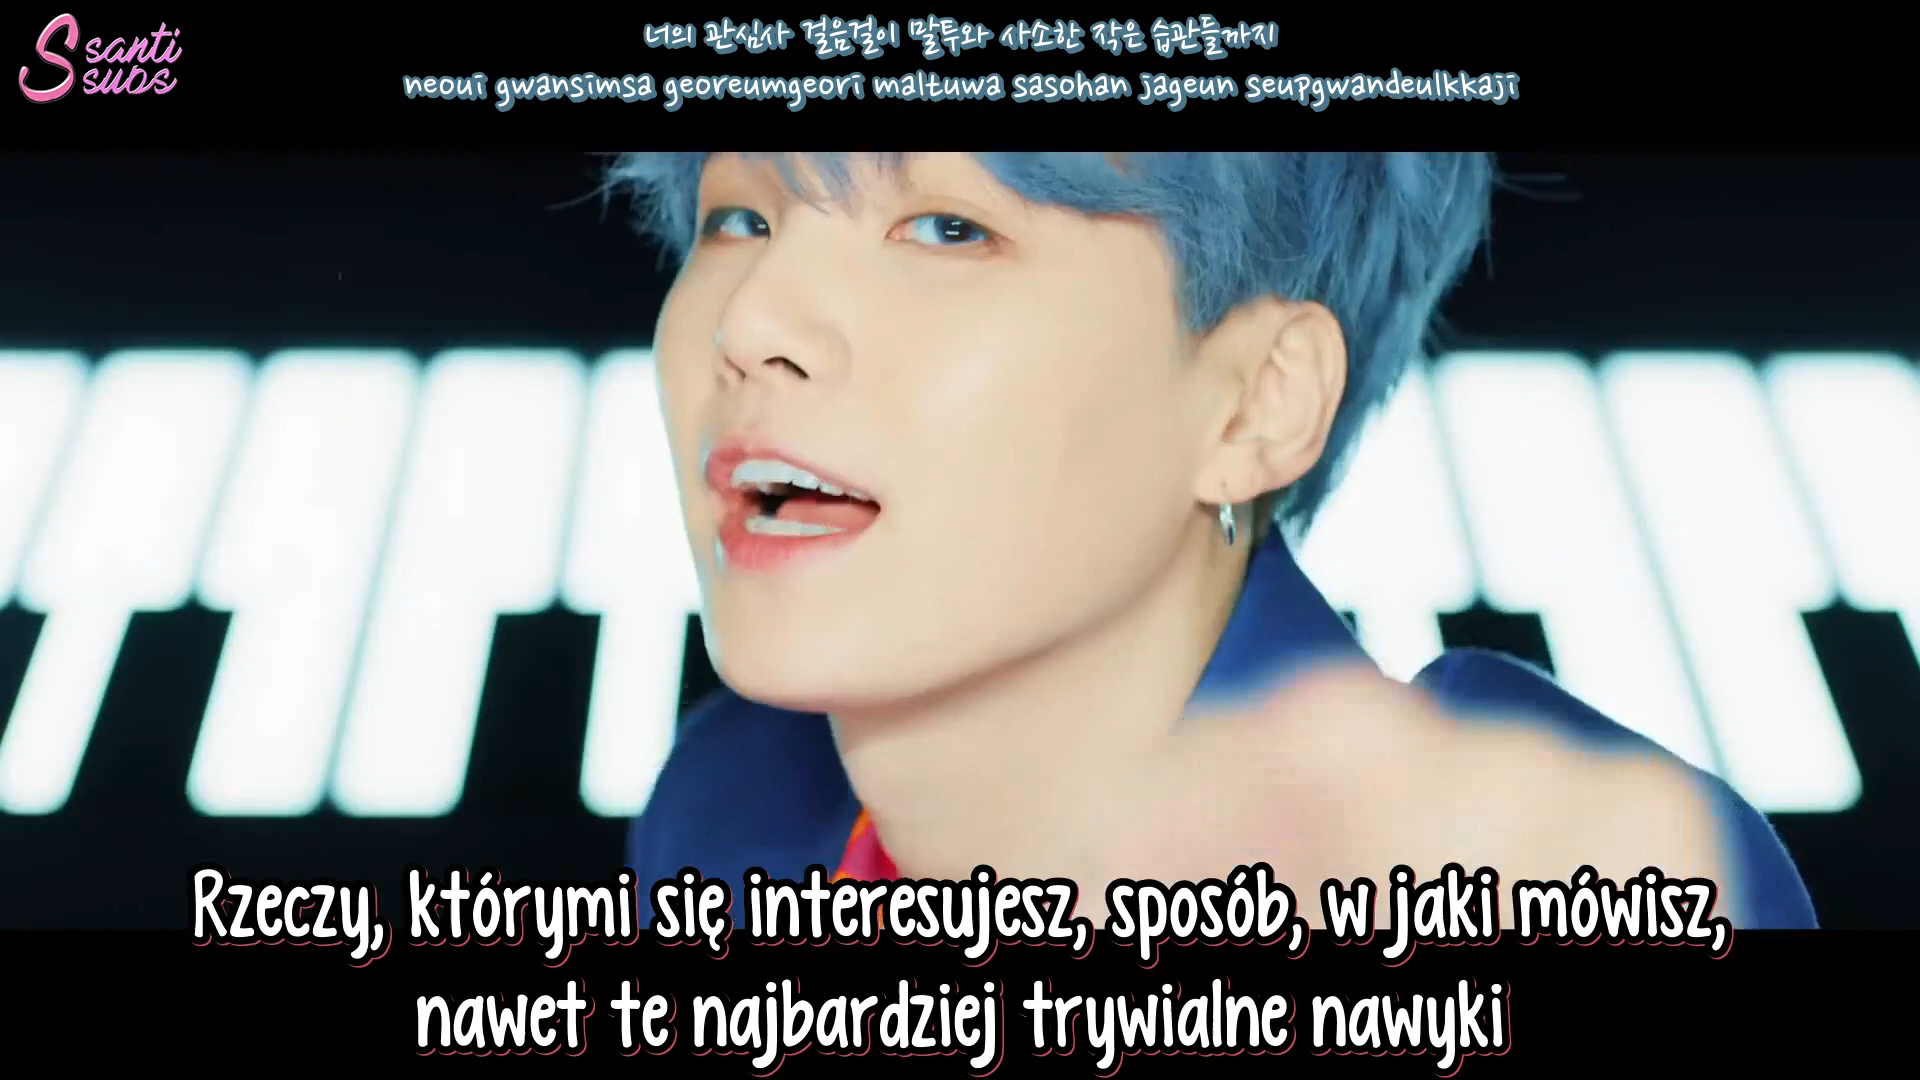 Ssanti
subs
너의 관심사 걸음걸이 말투와 사소한 작은 습관들까지
neoui gwansimsa georeumgeori maltuwa sasohan jageun seupgwandeulkkaji
Rzeczy, którymi się interesujesz, sposób, w jaki mówisz,
nawet te najbardziej trywialne nawyki